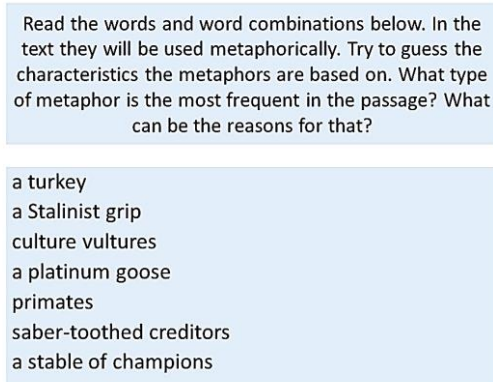 Read the words and word combinations below. In the
text they will be used metaphorically. Try to guess the
characteristics the metaphors are based on. What type
of metaphor is the most frequent in the passage? What
can be the reasons for that?
a turkey
a Stalinist grip
culture vultures
a platinum goose
primates
saber-toothed creditors
a stable of champions